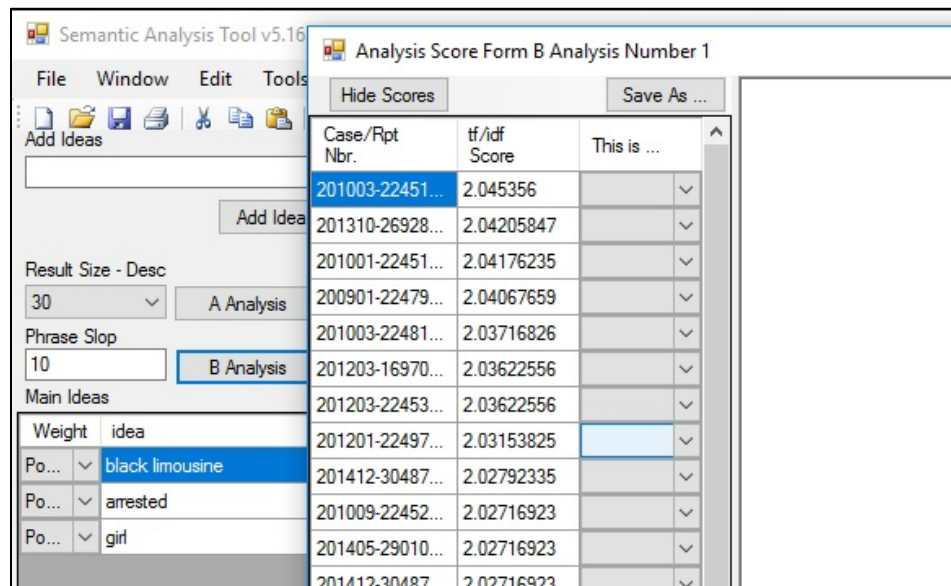 Semantic Analysis Tool v5.16
File Window Edit Tools
Add Ideas
Add Idea
Result Size - Desc
30
A Analysis
Phrase Slop
10
B Analysis
Main Ideas
Weight idea
Po... black limousine
Po... arrested
Po... girl
Analysis Score Form B Analysis Number 1
Hide Scores Save As ...
Case/Rpt Nbr. tf/idf Score This is ...
201003-22451... 2.045356
201310-26928... 2.04205847
201001-22451... 2.04176235
200901-22479... 2.04067659
201003-22481... 2.03716826
201203-16970... 2.03622556
201203-22453... 2.03622556
201201-22497... 2.03153825
201412-30487... 2.02792335
201009-22452... 2.02716923
201405-29010... 2.02716923
201412-30487... 2.02716923